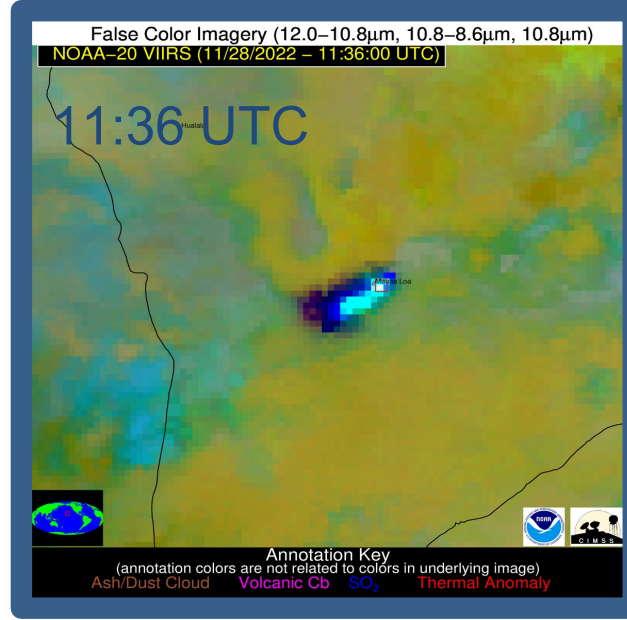 False Color Imagery (12.0–10.8μm, 10.8–8.6μm, 10.8μm)
NOAA–20 VIIRS (11/28/2022 – 11:36:00 UTC)
11:36 UTC
Hualalai
Mauna Loa
NOAA
CIMSS
Annotation Key
(annotation colors are not related to colors in underlying image)
Ash/Dust Cloud Volcanic Cb SO₂ Thermal Anomaly